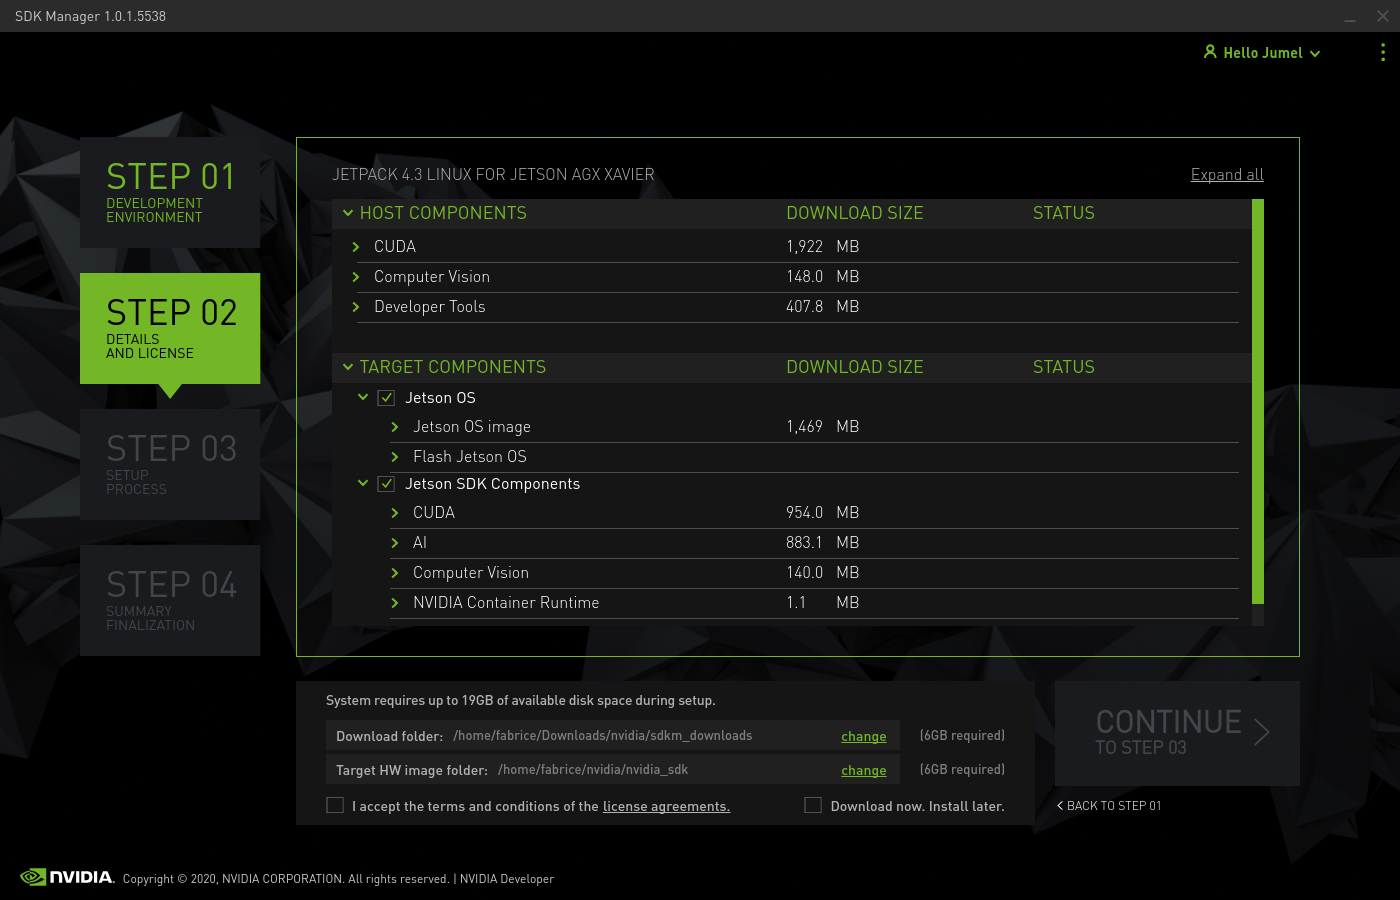 SDK Manager 1.0.1.5538
Hello Jumel
STEP 01
DEVELOPMENT
ENVIRONMENT
STEP 02
DETAILS
AND LICENSE
STEP 03
SETUP
PROCESS
STEP 04
SUMMARY
FINALIZATION
JETPACK 4.3 LINUX FOR JETSON AGX XAVIER Expand all
HOST COMPONENTS DOWNLOAD SIZE STATUS
CUDA 1,922 MB
Computer Vision 148.0 MB
Developer Tools 407.8 MB
TARGET COMPONENTS DOWNLOAD SIZE STATUS
Jetson OS
Jetson OS image 1,469 MB
Flash Jetson OS
Jetson SDK Components
CUDA 954.0 MB
AI 883.1 MB
Computer Vision 140.0 MB
NVIDIA Container Runtime 1.1 MB
System requires up to 19GB of available disk space during setup.
Download folder: /home/fabrice/Downloads/nvidia/sdkm_downloads change (6GB required)
Target HW image folder: /home/fabrice/nvidia/nvidia_sdk change (6GB required)
I accept the terms and conditions of the license agreements. Download now. Install later.
CONTINUE
TO STEP 03
BACK TO STEP 01
NVIDIA. Copyright © 2020, NVIDIA CORPORATION. All rights reserved. | NVIDIA Developer